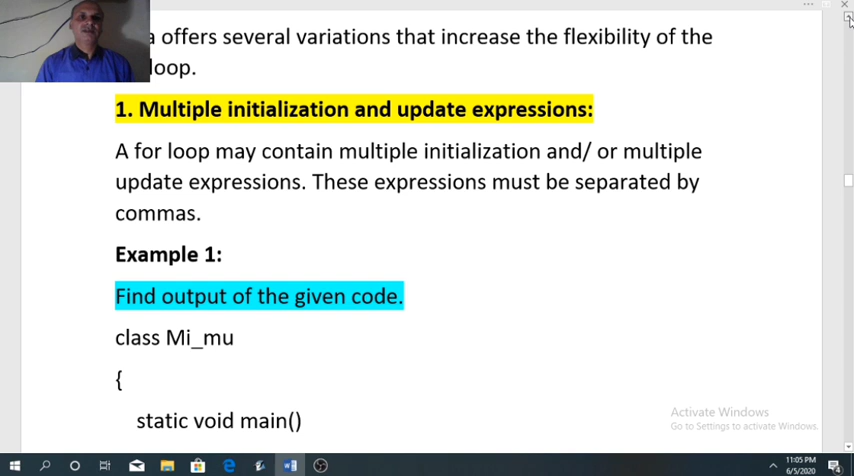 a offers several variations that increase the flexibility of the
loop.
1. Multiple initialization and update expressions:
A for loop may contain multiple initialization and/ or multiple
update expressions. These expressions must be separated by
commas.
Example 1:
Find output of the given code.
class Mi_mu
{
static void main()
Activate Windows
Go to Settings to activate Windows.
11:05 PM
6/5/2020